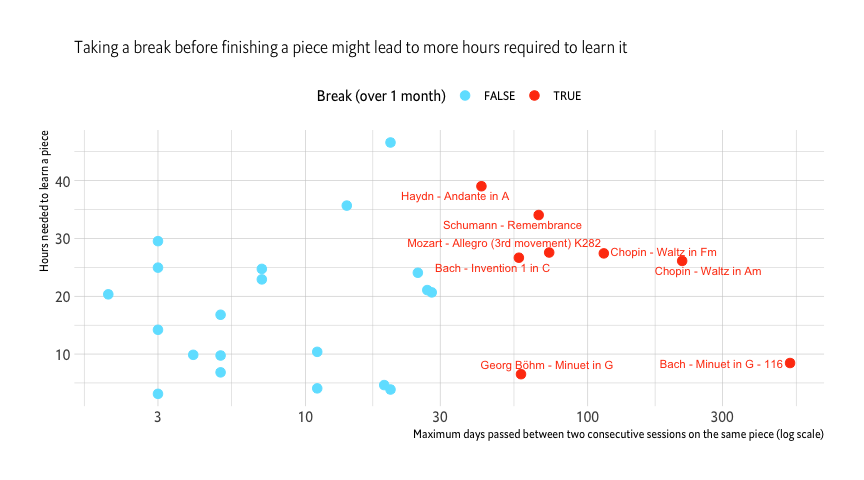 Taking a break before finishing a piece might lead to more hours required to learn it
Break (over 1 month) FALSE TRUE
Hours needed to learn a piece
40
30
20
10
Haydn - Andante in A
Schumann - Remembrance
Mozart - Allegro (3rd movement) K282
Chopin - Waltz in Fm
Bach - Invention 1 in C
Chopin - Waltz in Am
Georg Böhm - Minuet in G
Bach - Minuet in G - 116
3 10 30 100 300
Maximum days passed between two consecutive sessions on the same piece (log scale)